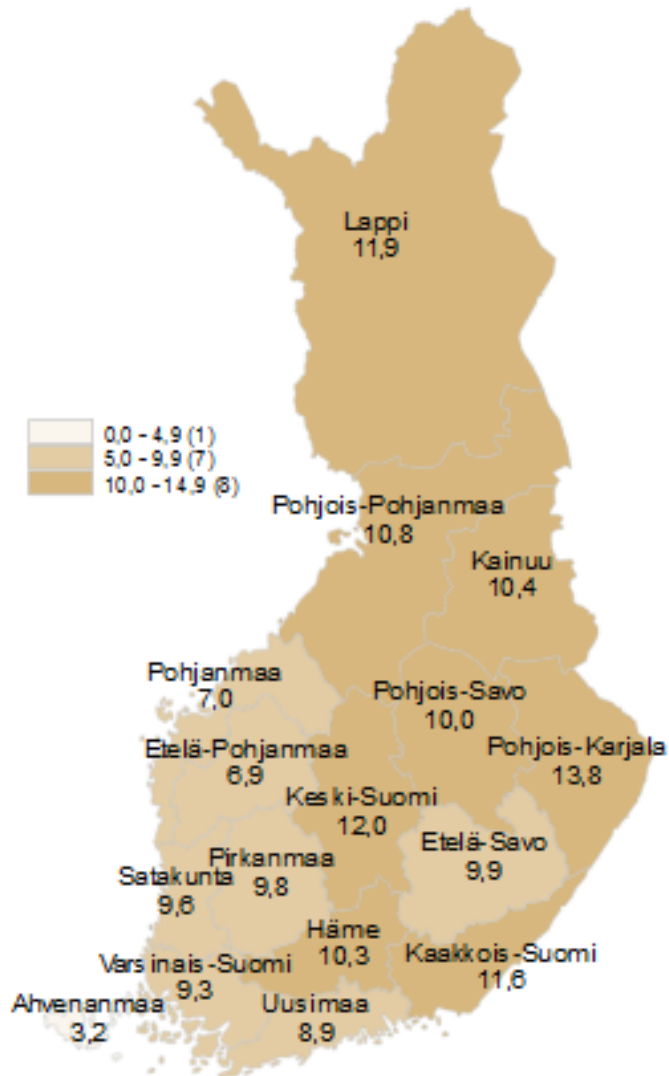 Lappi
11,9
0,0 - 4,9 (1)
5,0 - 9,9 (7)
10,0 - 14,9 (8)
Pohjois-Pohjanmaa
10,8
Kainuu
10,4
Pohjanmaa
7,0
Pohjois-Savo
10,0
Etelä-Pohjanmaa
6,9
Pohjois-Karjala
13,8
Keski-Suomi
12,0
Etelä-Savo
9,9
Pirkanmaa
9,8
Satakunta
9,6
Häme
10,3
Kaakkois-Suomi
11,6
Varsinais-Suomi
9,3
Ahvenanmaa
3,2
Uusimaa
8,9